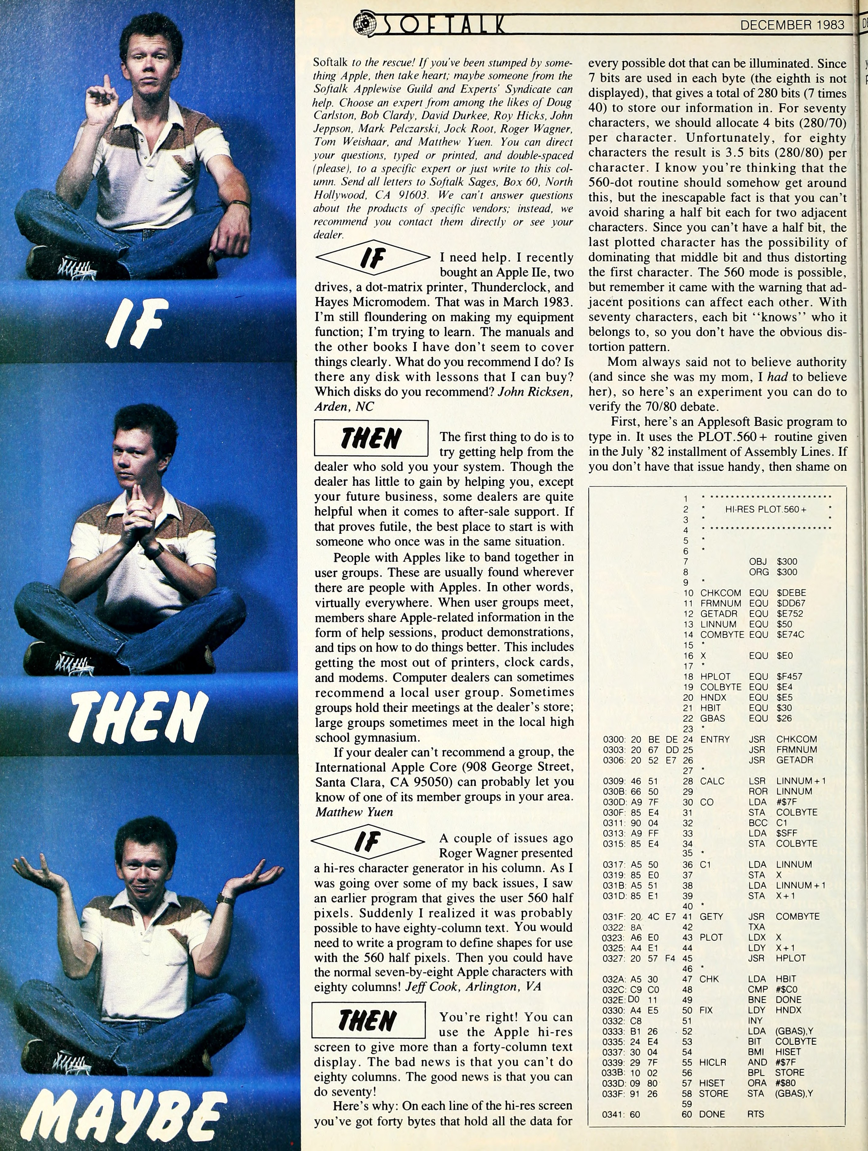 SOFTALK
DECEMBER 1983
IF
THEN
MAYBE
Softalk to the rescue! If you've been stumped by some-
thing Apple, then take heart; maybe someone from the
Softalk Applewise Guild and Experts' Syndicate can
help. Choose an expert from among the likes of Doug
Carlston, Bob Clardy, David Durkee, Roy Hicks, John
Jeppson, Mark Pelczarski, Jock Root, Roger Wagner,
Tom Weishaar, and Matthew Yuen. You can direct
your questions, typed or printed, and double-spaced
(please), to a specific expert or just write to this col-
umn. Send all letters to Softalk Sages, Box 60, North
Hollywood, CA 91603. We can't answer questions
about the products of specific vendors; instead, we
recommend you contact them directly or see your
dealer.
IF
I need help. I recently
bought an Apple IIe, two
drives, a dot-matrix printer, Thunderclock, and
Hayes Micromodem. That was in March 1983.
I'm still floundering on making my equipment
function; I'm trying to learn. The manuals and
the other books I have don't seem to cover
things clearly. What do you recommend I do? Is
there any disk with lessons that I can buy?
Which disks do you recommend? John Ricksen,
Arden, NC
THEN
The first thing to do is to
try getting help from the
dealer who sold you your system. Though the
dealer has little to gain by helping you, except
your future business, some dealers are quite
helpful when it comes to after-sale support. If
that proves futile, the best place to start is with
someone who once was in the same situation.
People with Apples like to band together in
user groups. These are usually found wherever
there are people with Apples. In other words,
virtually everywhere. When user groups meet,
members share Apple-related information in the
form of help sessions, product demonstrations,
and tips on how to do things better. This includes
getting the most out of printers, clock cards,
and modems. Computer dealers can sometimes
recommend a local user group. Sometimes
groups hold their meetings at the dealer's store;
large groups sometimes meet in the local high
school gymnasium.
If your dealer can't recommend a group, the
International Apple Core (908 George Street,
Santa Clara, CA 95050) can probably let you
know of one of its member groups in your area.
Matthew Yuen
IF
A couple of issues ago
Roger Wagner presented
a hi-res character generator in his column. As I
was going over some of my back issues, I saw
an earlier program that gives the user 560 half
pixels. Suddenly I realized it was probably
possible to have eighty-column text. You would
need to write a program to define shapes for use
with the 560 half pixels. Then you could have
the normal seven-by-eight Apple characters with
eighty columns! Jeff Cook, Arlington, VA
THEN
You're right! You can
use the Apple hi-res
screen to give more than a forty-column text
display. The bad news is that you can't do
eighty columns. The good news is that you can
do seventy!
Here's why: On each line of the hi-res screen
you've got forty bytes that hold all the data for
every possible dot that can be illuminated. Since
7 bits are used in each byte (the eighth is not
displayed), that gives a total of 280 bits (7 times
40) to store our information in. For seventy
characters, we should allocate 4 bits (280/70)
per character. Unfortunately, for eighty
characters the result is 3.5 bits (280/80) per
character. I know you're thinking that the
560-dot routine should somehow get around
this, but the inescapable fact is that you can't
avoid sharing a half bit each for two adjacent
characters. Since you can't have a half bit, the
last plotted character has the possibility of
dominating that middle bit and thus distorting
the first character. The 560 mode is possible,
but remember it came with the warning that ad-
jacent positions can affect each other. With
seventy characters, each bit "knows" who it
belongs to, so you don't have the obvious dis-
tortion pattern.
Mom always said not to believe authority
(and since she was my mom, I had to believe
her), so here's an experiment you can do to
verify the 70/80 debate.
First, here's an Applesoft Basic program to
type in. It uses the PLOT.560+ routine given
in the July '82 installment of Assembly Lines. If
you don't have that issue handy, then shame on
1 * ************************
2 * HI-RES PLOT.560+ *
3 * *
4 * ************************
5 *
6 *
7 OBJ $300
8 ORG $300
9 *
10 CHKCOM EQU $DEBE
11 FRMNUM EQU $DD67
12 GETADR EQU $E752
13 LINNUM EQU $50
14 COMBYTE EQU $E74C
15 *
16 X EQU $E0
17 *
18 HPLOT EQU $F457
19 COLBYTE EQU $E4
20 HNDX EQU $E5
21 HBIT EQU $30
22 GBAS EQU $26
23 *
0300: 20 BE DE 24 ENTRY JSR CHKCOM
0303: 20 67 DD 25 JSR FRMNUM
0306: 20 52 E7 26 JSR GETADR
27 *
0309: 46 51 28 CALC LSR LINNUM+1
030B: 66 50 29 ROR LINNUM
030D: A9 7F 30 CO LDA #$7F
030F: 85 E4 31 STA COLBYTE
0311: 90 04 32 BCC C1
0313: A9 FF 33 LDA $SFF
0315: 85 E4 34 STA COLBYTE
35 *
0317: A5 50 36 C1 LDA LINNUM
0319: 85 E0 37 STA X
031B: A5 51 38 LDA LINNUM+1
031D: 85 E1 39 STA X+1
40 *
031F: 20 4C E7 41 GETY JSR COMBYTE
0322: 8A 42 TXA
0323: A6 E0 43 PLOT LDX X
0325: A4 E1 44 LDY X+1
0327: 20 57 F4 45 JSR HPLOT
46 *
032A: A5 30 47 CHK LDA HBIT
032C: C9 C0 48 CMP #$C0
032E: D0 11 49 BNE DONE
0330: A4 E5 50 FIX LDY HNDX
0332: C8 51 INY
0333: B1 26 52 LDA (GBAS),Y
0335: 24 E4 53 BIT COLBYTE
0337: 30 04 54 BMI HISET
0339: 29 7F 55 HICLR AND #$7F
033B: 10 02 56 BPL STORE
033D: 09 80 57 HISET ORA #$80
033F: 91 26 58 STORE STA (GBAS),Y
59
0341: 60 60 DONE RTS